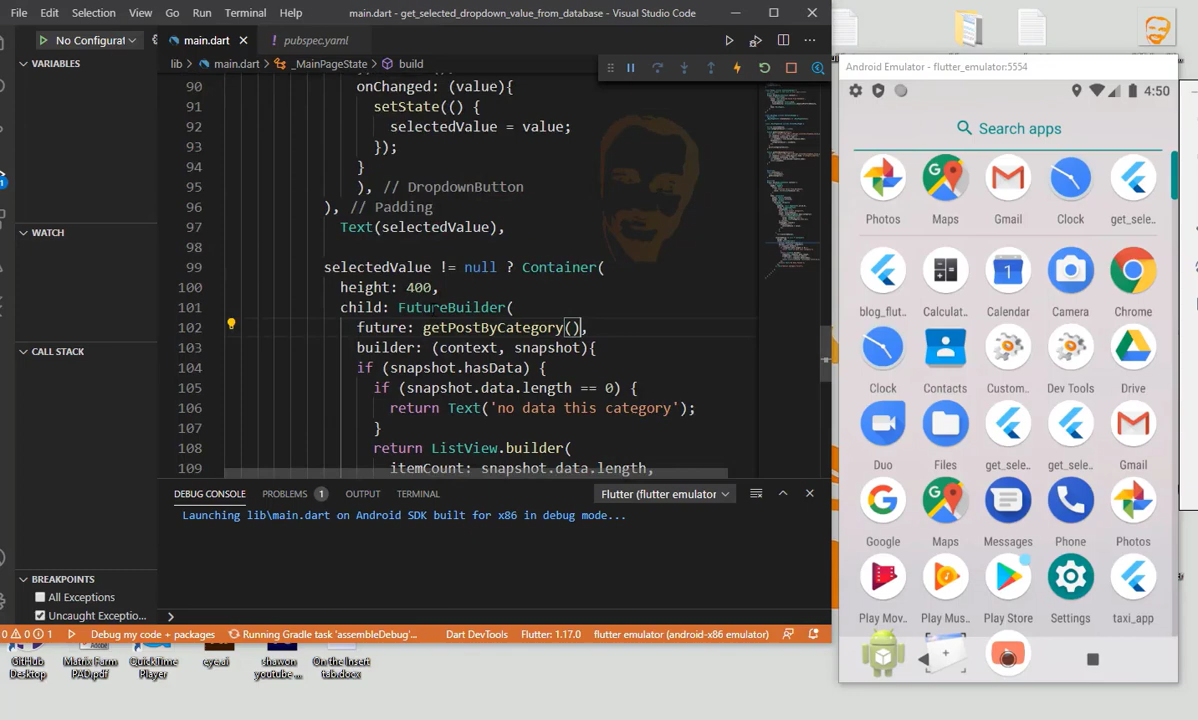 File Edit Selection View Go Run Terminal Help main.dart - get_selected_dropdown_value_from_database - Visual Studio Code
No Configurat
main.dart pubspec.yaml
lib > main.dart > _MainPageState > build
VARIABLES
WATCH
CALL STACK
BREAKPOINTS
All Exceptions
Uncaught Exceptio...
90
91
92
93
94
95
96
97
98
99
100
101
102
103
104
105
106
107
108
109
onChanged: (value){
setState(() {
selectedValue = value;
});
}
), // DropdownButton
), // Padding
Text(selectedValue),
selectedValue != null ? Container(
height: 400,
child: FutureBuilder(
future: getPostByCategory(),
builder: (context, snapshot){
if (snapshot.hasData) {
if (snapshot.data.length == 0) {
return Text('no data this category');
}
return ListView.builder(
itemCount: snapshot.data.length,
DEBUG CONSOLE PROBLEMS 1 OUTPUT TERMINAL Flutter (flutter emulator)
Launching lib\main.dart on Android SDK built for x86 in debug mode...
0 0 1 Debug my code + packages Running Gradle task 'assembleDebug'... Dart DevTools Flutter: 1.17.0 flutter emulator (android-x86 emulator)
GitHub Desktop
Matrix Farm PAD.pdf
QuickTime Player
eye.ai
shawon youtube ...
On the Insert tab.docx
Android Emulator - flutter_emulator:5554
4:50
Search apps
Photos Maps Gmail Clock get_sele..
blog_flut.. Calculat.. Calendar Camera Chrome
Clock Contacts Custom.. Dev Tools Drive
Duo Files get_sele.. get_sele.. Gmail
Google Maps Messages Phone Photos
Play Mov.. Play Mus.. Play Store Settings taxi_app